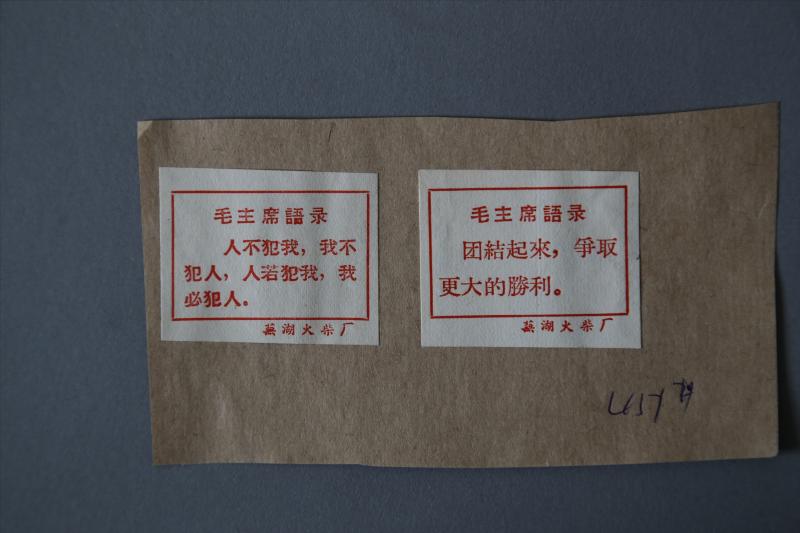 毛主席語录
人不犯我，我不
犯人，人若犯我，我
必犯人。
蕪湖火柴厂
毛主席語录
团結起來，爭取
更大的勝利。
蕪湖火柴厂